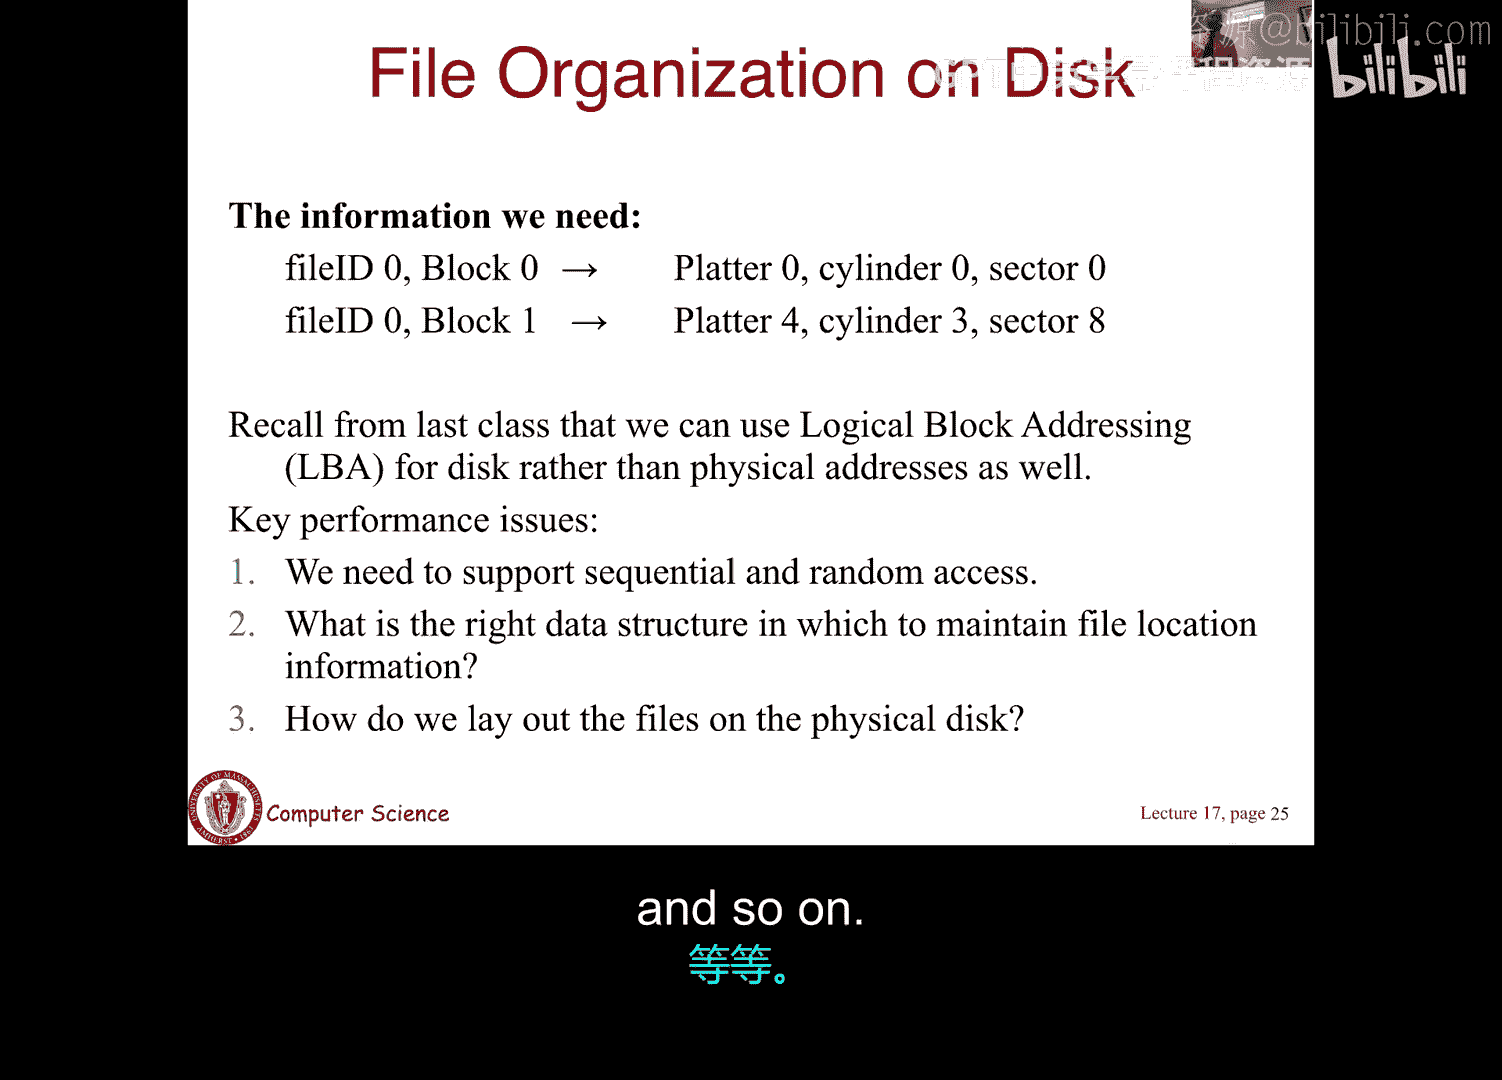 源@bilibili.com
bilibili
File Organization on Disk
The information we need:
fileID 0, Block 0 → Platter 0, cylinder 0, sector 0
fileID 0, Block 1 → Platter 4, cylinder 3, sector 8
Recall from last class that we can use Logical Block Addressing
(LBA) for disk rather than physical addresses as well.
Key performance issues:
1. We need to support sequential and random access.
2. What is the right data structure in which to maintain file location
information?
3. How do we lay out the files on the physical disk?
Computer Science
Lecture 17, page 25
and so on.
等等。